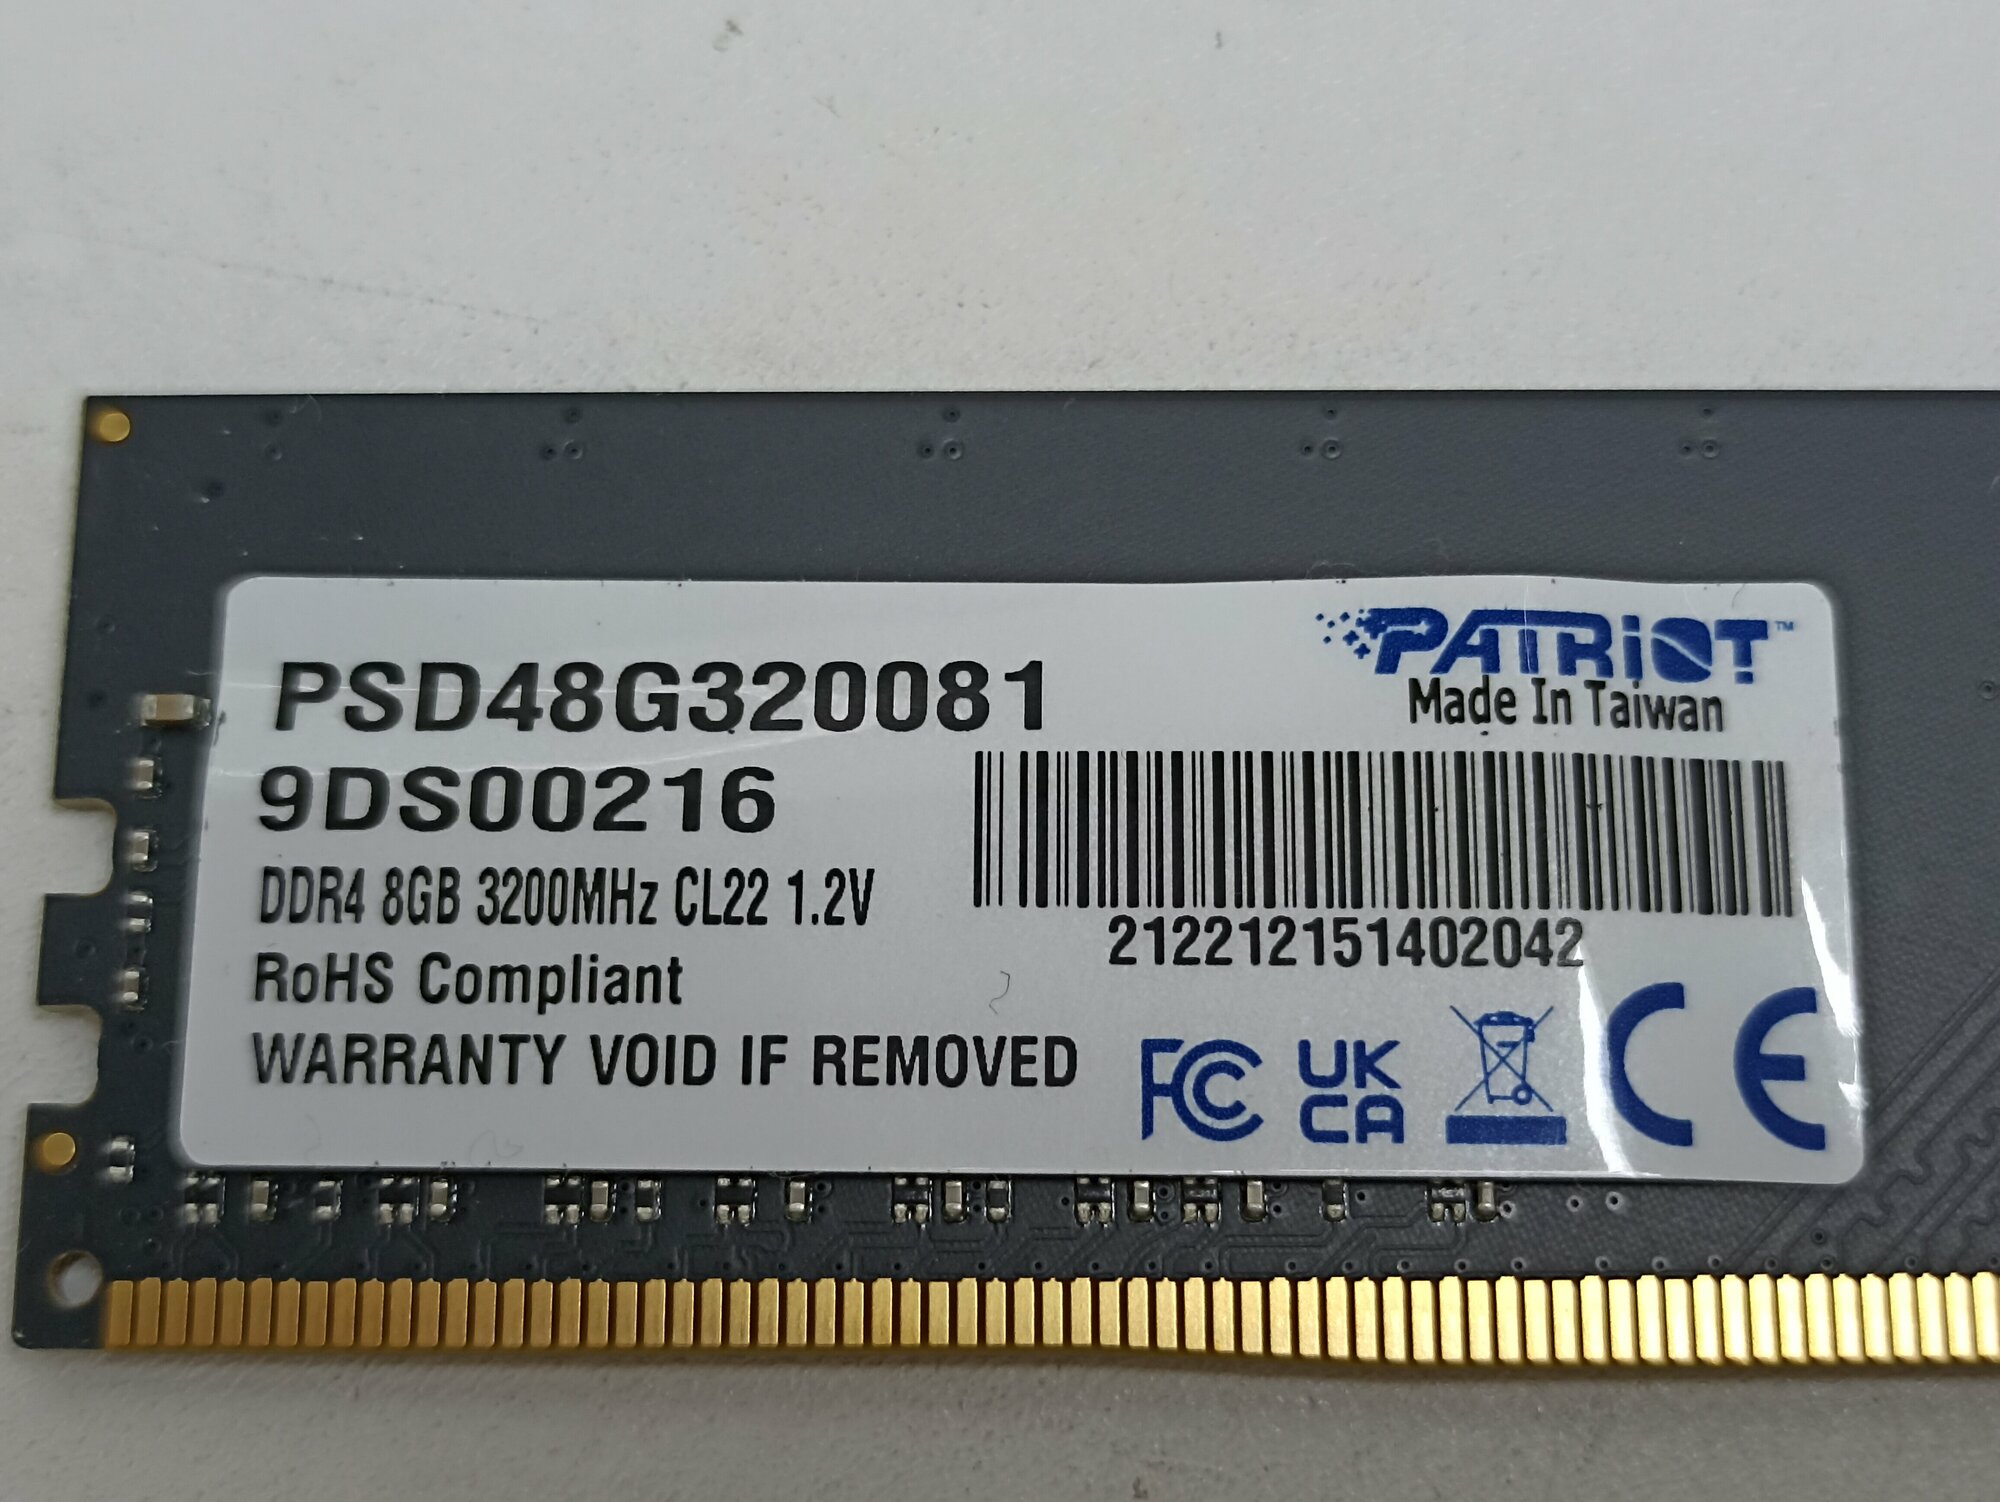 PATRiOT™
Made In Taiwan
PSD48G320081
9DS00216
DDR4 8GB 3200MHz CL22 1.2V
RoHS Compliant
WARRANTY VOID IF REMOVED
212212151402042
FC UK CA CE